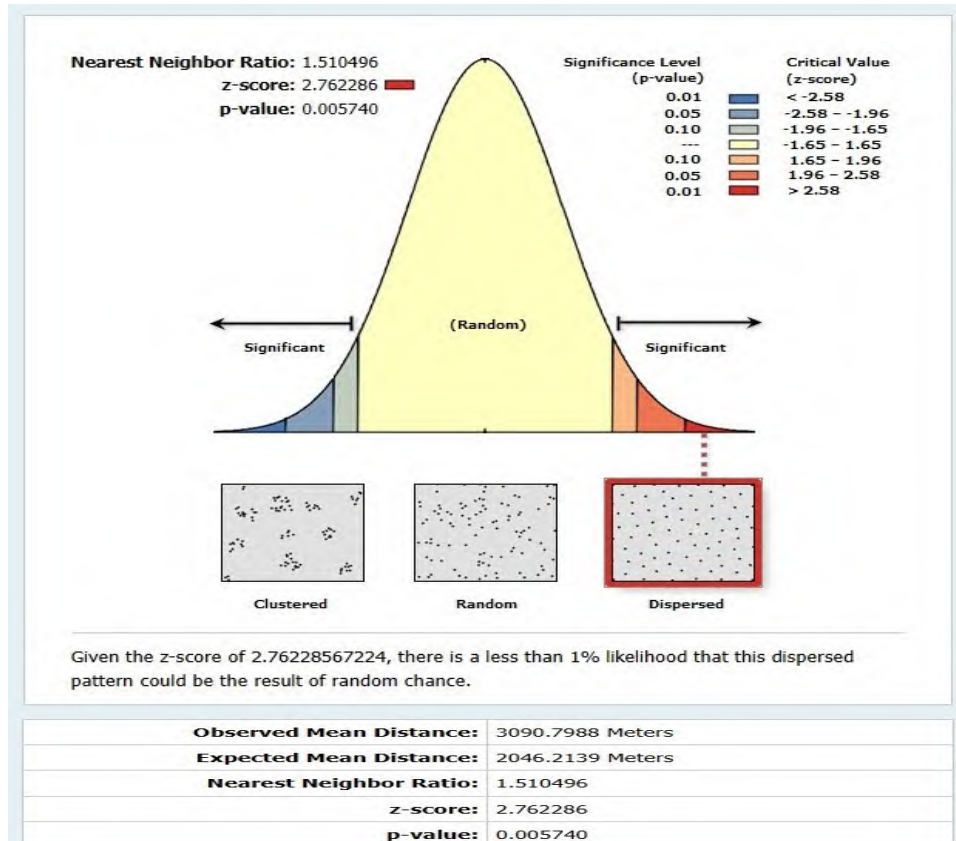 Nearest Neighbor Ratio: 1.510496
z-score: 2.762286
p-value: 0.005740
Significance Level (p-value)
Critical Value (z-score)
0.01 < -2.58
0.05 -2.58 - -1.96
0.10 -1.96 - -1.65
--- -1.65 - 1.65
0.10 1.65 - 1.96
0.05 1.96 - 2.58
0.01 > 2.58
(Random)
Significant
Significant
Clustered
Random
Dispersed
Given the z-score of 2.76228567224, there is a less than 1% likelihood that this dispersed
pattern could be the result of random chance.
Observed Mean Distance: 3090.7988 Meters
Expected Mean Distance: 2046.2139 Meters
Nearest Neighbor Ratio: 1.510496
z-score: 2.762286
p-value: 0.005740